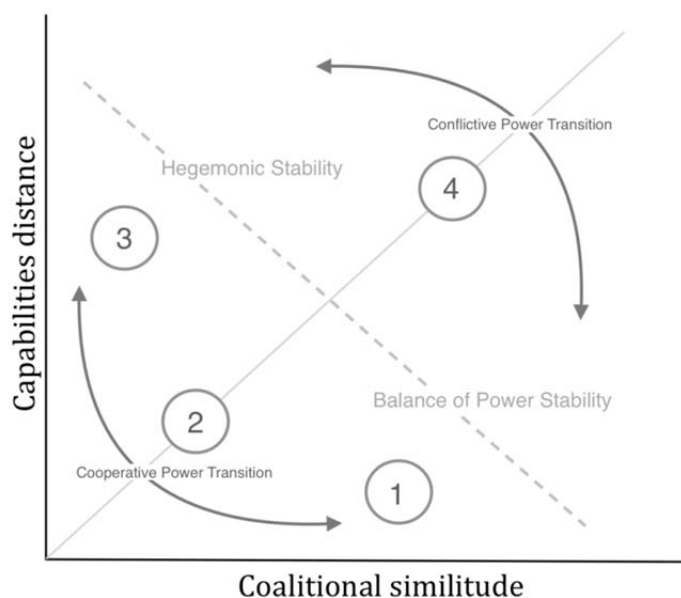 Conflictive Power Transition
Hegemonic Stability
4
3
Capabilities distance
Balance of Power Stability
2
Cooperative Power Transition
1
Coalitional similitude